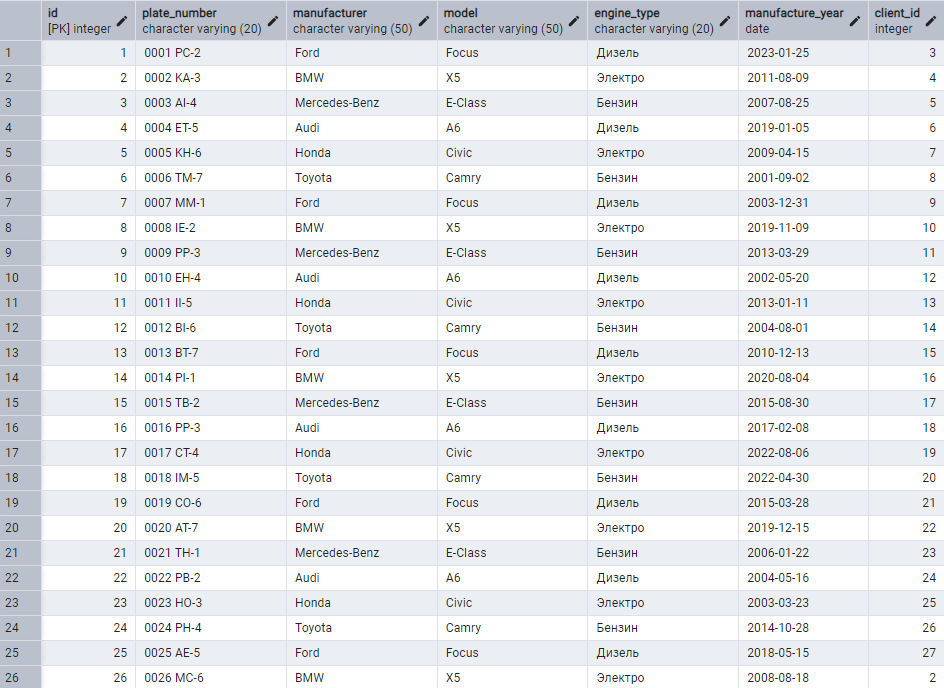 id plate_number manufacturer model engine_type manufacture_year client_id
[PK] integer character varying (20) character varying (50) character varying (50) character varying (20) date integer
1 1 0001 PC-2 Ford Focus Дизель 2023-01-25 3
2 2 0002 KA-3 BMW X5 Электро 2011-08-09 4
3 3 0003 AI-4 Mercedes-Benz E-Class Бензин 2007-08-25 5
4 4 0004 ET-5 Audi A6 Дизель 2019-01-05 6
5 5 0005 KH-6 Honda Civic Электро 2009-04-15 7
6 6 0006 TM-7 Toyota Camry Бензин 2001-09-02 8
7 7 0007 MM-1 Ford Focus Дизель 2003-12-31 9
8 8 0008 IE-2 BMW X5 Электро 2019-11-09 10
9 9 0009 PP-3 Mercedes-Benz E-Class Бензин 2013-03-29 11
10 10 0010 EH-4 Audi A6 Дизель 2002-05-20 12
11 11 0011 II-5 Honda Civic Электро 2013-01-11 13
12 12 0012 BI-6 Toyota Camry Бензин 2004-08-01 14
13 13 0013 BT-7 Ford Focus Дизель 2010-12-13 15
14 14 0014 PI-1 BMW X5 Электро 2020-08-04 16
15 15 0015 TB-2 Mercedes-Benz E-Class Бензин 2015-08-30 17
16 16 0016 PP-3 Audi A6 Дизель 2017-02-08 18
17 17 0017 CT-4 Honda Civic Электро 2022-08-06 19
18 18 0018 IM-5 Toyota Camry Бензин 2022-04-30 20
19 19 0019 CO-6 Ford Focus Дизель 2015-03-28 21
20 20 0020 AT-7 BMW X5 Электро 2019-12-15 22
21 21 0021 TH-1 Mercedes-Benz E-Class Бензин 2006-01-22 23
22 22 0022 PB-2 Audi A6 Дизель 2004-05-16 24
23 23 0023 HO-3 Honda Civic Электро 2003-03-23 25
24 24 0024 PH-4 Toyota Camry Бензин 2014-10-28 26
25 25 0025 AE-5 Ford Focus Дизель 2018-05-15 27
26 26 0026 MC-6 BMW X5 Электро 2008-08-18 2